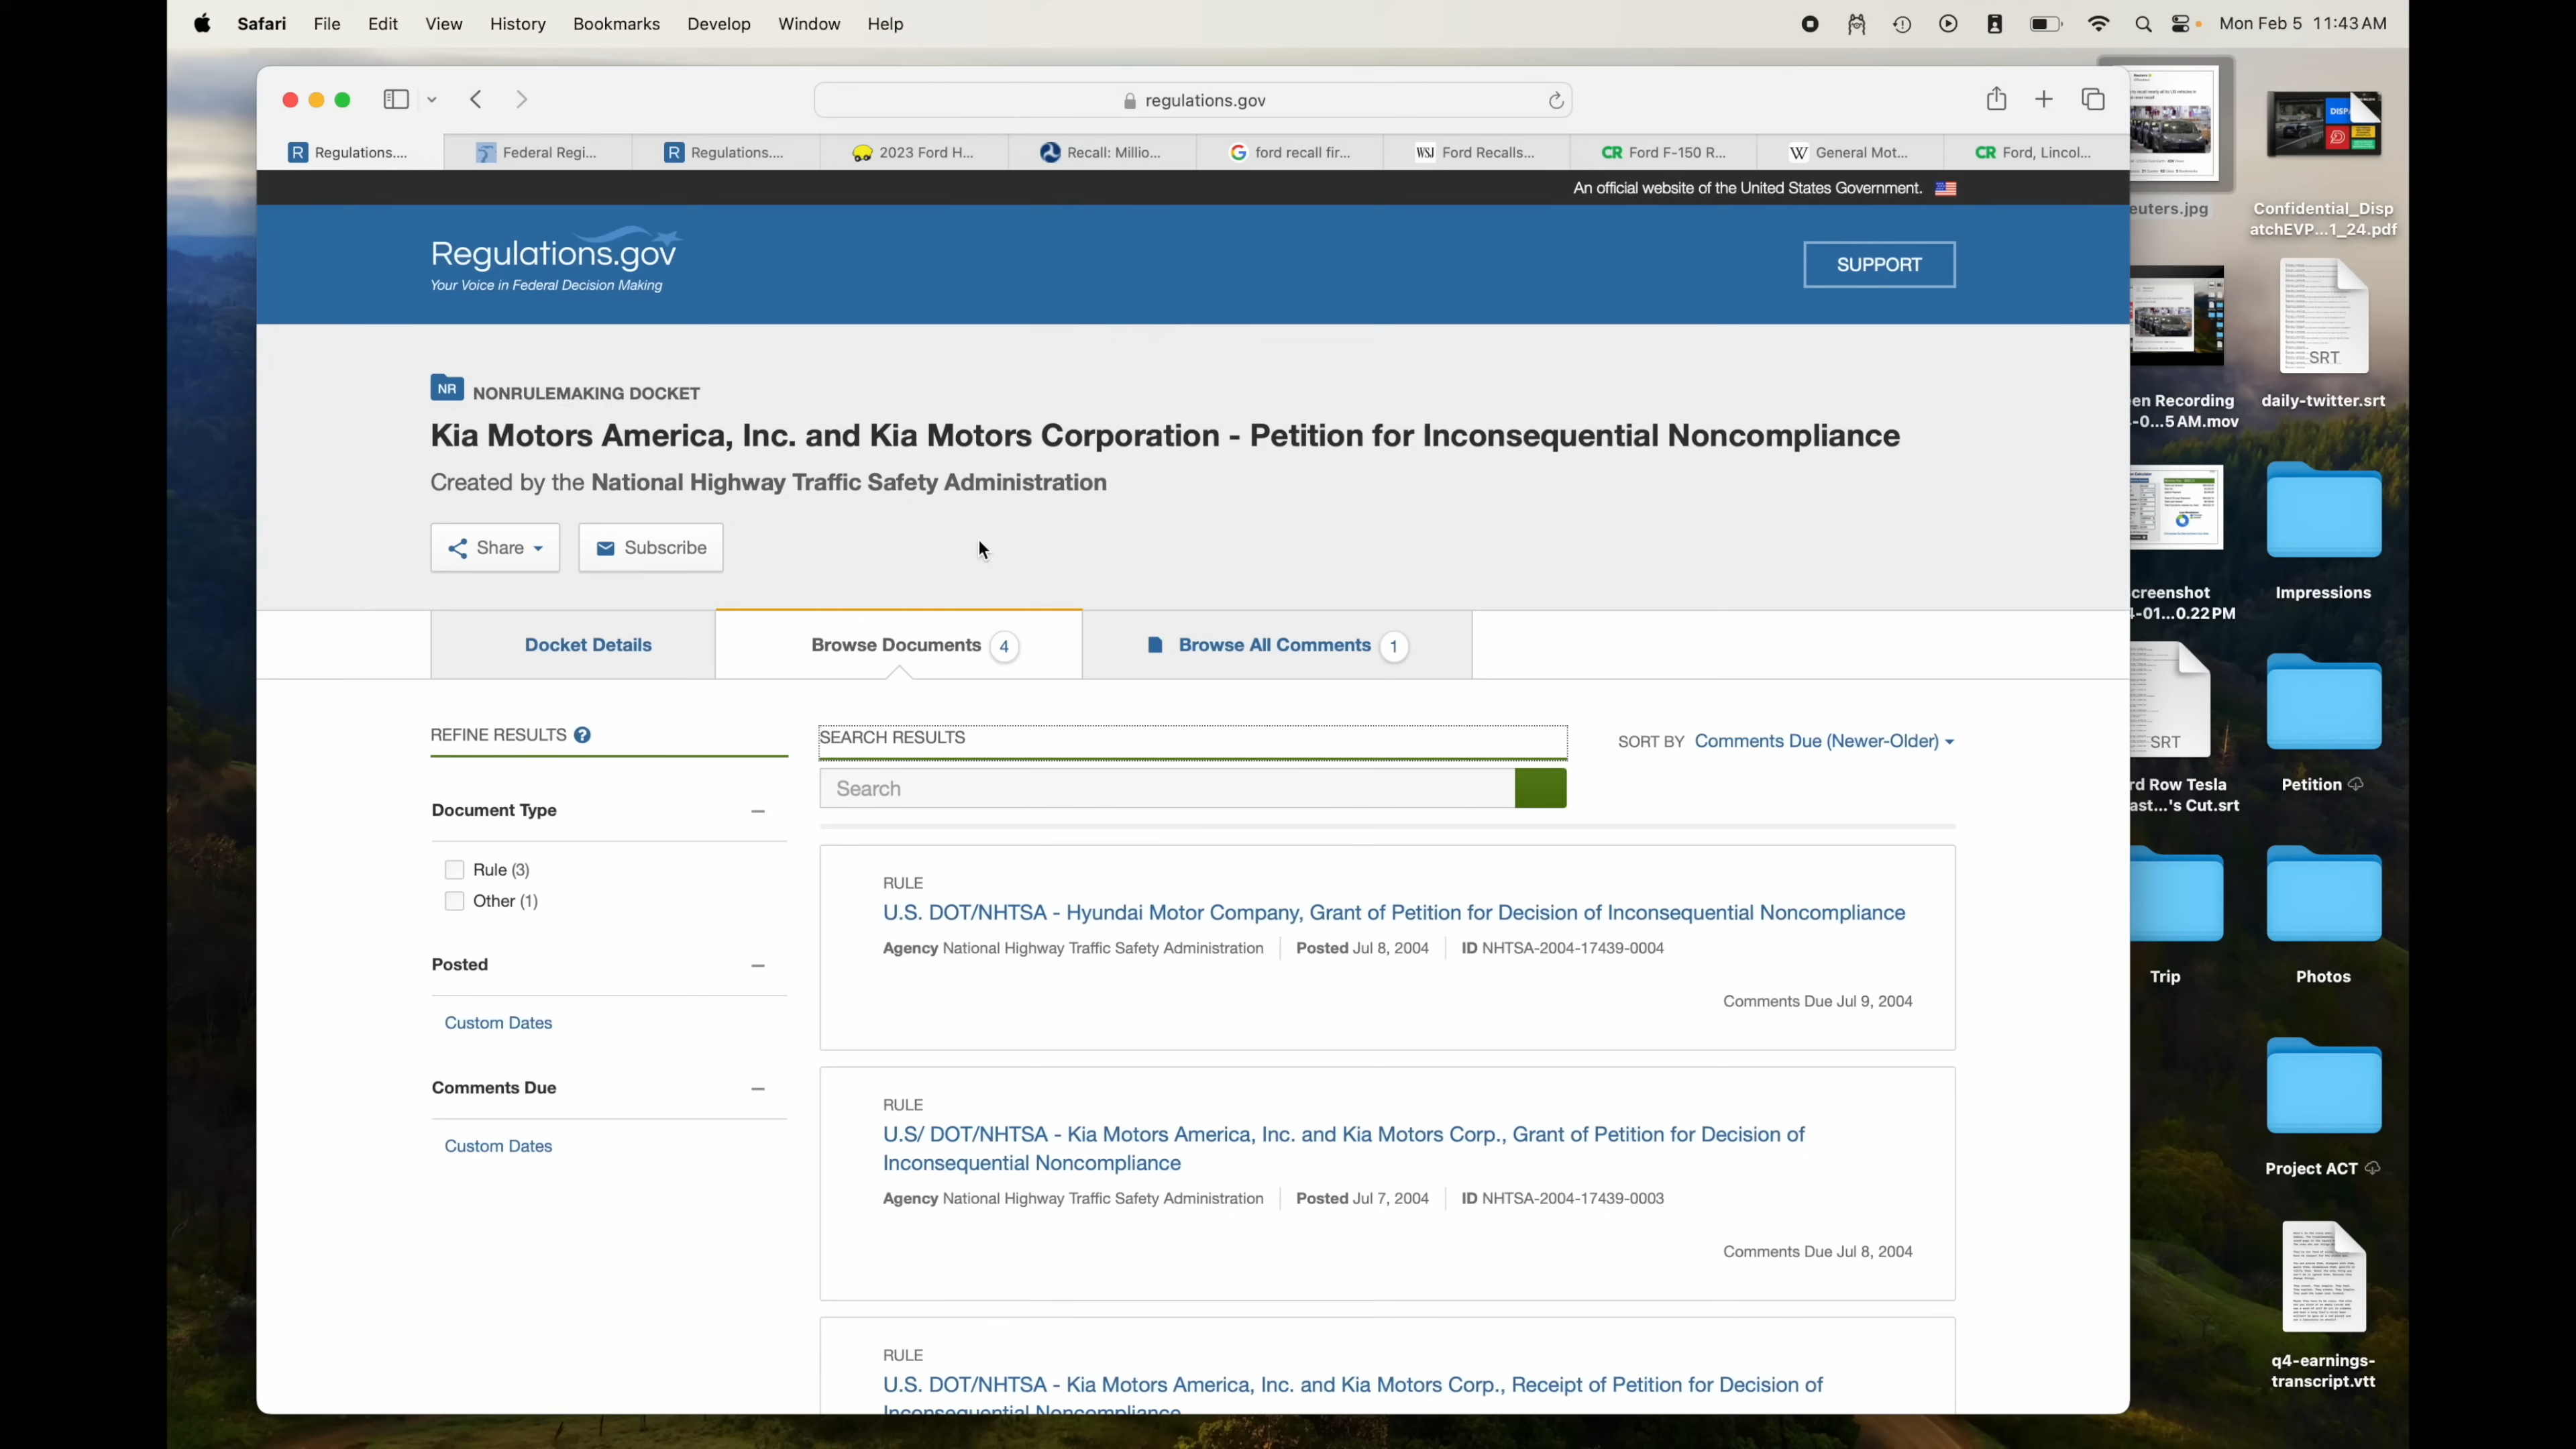 Safari File Edit View History Bookmarks Develop Window Help
Mon Feb 5 11:43 AM
regulations.gov
R Regulations....
Federal Regi...
R Regulations....
2023 Ford H...
Recall: Millio...
G ford recall fir...
WSJ Ford Recalls...
CR Ford F-150 R...
W General Mot...
CR Ford, Lincol...
An official website of the United States Government.
Regulations.gov
Your Voice in Federal Decision Making
SUPPORT
NR NONRULEMAKING DOCKET
Kia Motors America, Inc. and Kia Motors Corporation - Petition for Inconsequential Noncompliance
Created by the National Highway Traffic Safety Administration
Share
Subscribe
Docket Details
Browse Documents 4
Browse All Comments 1
REFINE RESULTS ?
Document Type
Rule (3)
Other (1)
Posted
Custom Dates
Comments Due
Custom Dates
SEARCH RESULTS
SORT BY Comments Due (Newer-Older)
Search
RULE
U.S. DOT/NHTSA - Hyundai Motor Company, Grant of Petition for Decision of Inconsequential Noncompliance
Agency National Highway Traffic Safety Administration Posted Jul 8, 2004 ID NHTSA-2004-17439-0004
Comments Due Jul 9, 2004
RULE
U.S/ DOT/NHTSA - Kia Motors America, Inc. and Kia Motors Corp., Grant of Petition for Decision of
Inconsequential Noncompliance
Agency National Highway Traffic Safety Administration Posted Jul 7, 2004 ID NHTSA-2004-17439-0003
Comments Due Jul 8, 2004
RULE
U.S. DOT/NHTSA - Kia Motors America, Inc. and Kia Motors Corp., Receipt of Petition for Decision of
Inconsequential Noncompliance
euters.jpg
DISP
Confidential_Disp
atchEVP...1_24.pdf
en Recording
-0...5 AM.mov
SRT
daily-twitter.srt
creenshot
4-01...0.22 PM
Impressions
SRT
rd Row Tesla
ast...'s Cut.srt
Petition
Trip
Photos
Project ACT
q4-earnings-
transcript.vtt